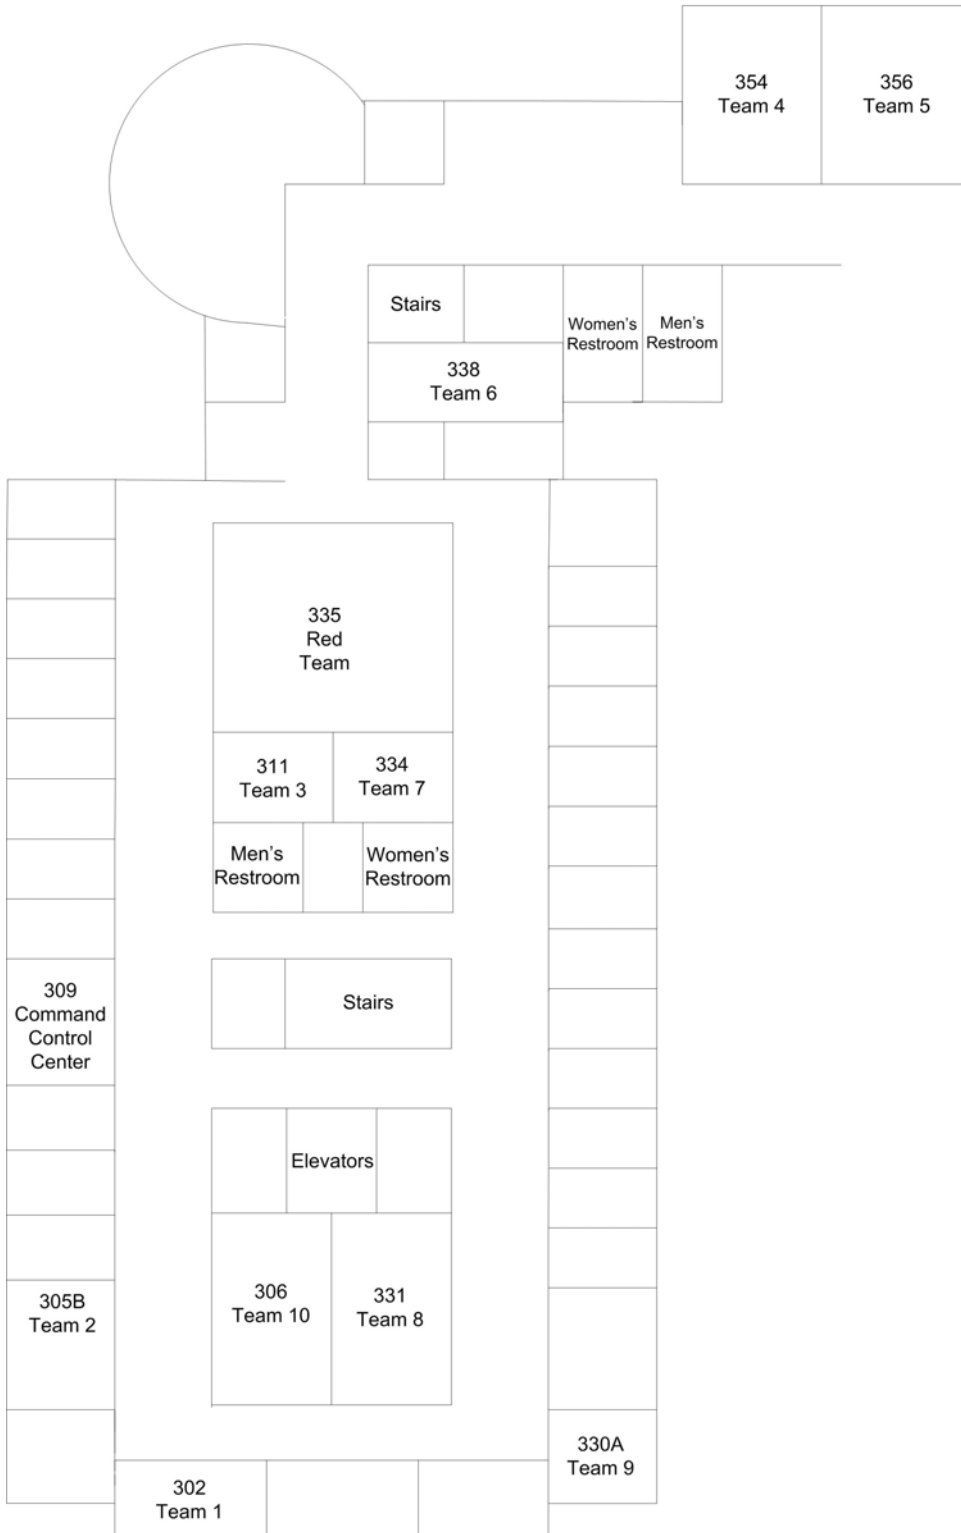 354
Team 4
356
Team 5
Stairs
Women's
Restroom
Men's
Restroom
338
Team 6
335
Red
Team
311
Team 3
334
Team 7
Men's
Restroom
Women's
Restroom
309
Command
Control
Center
Stairs
Elevators
305B
Team 2
306
Team 10
331
Team 8
330A
Team 9
302
Team 1